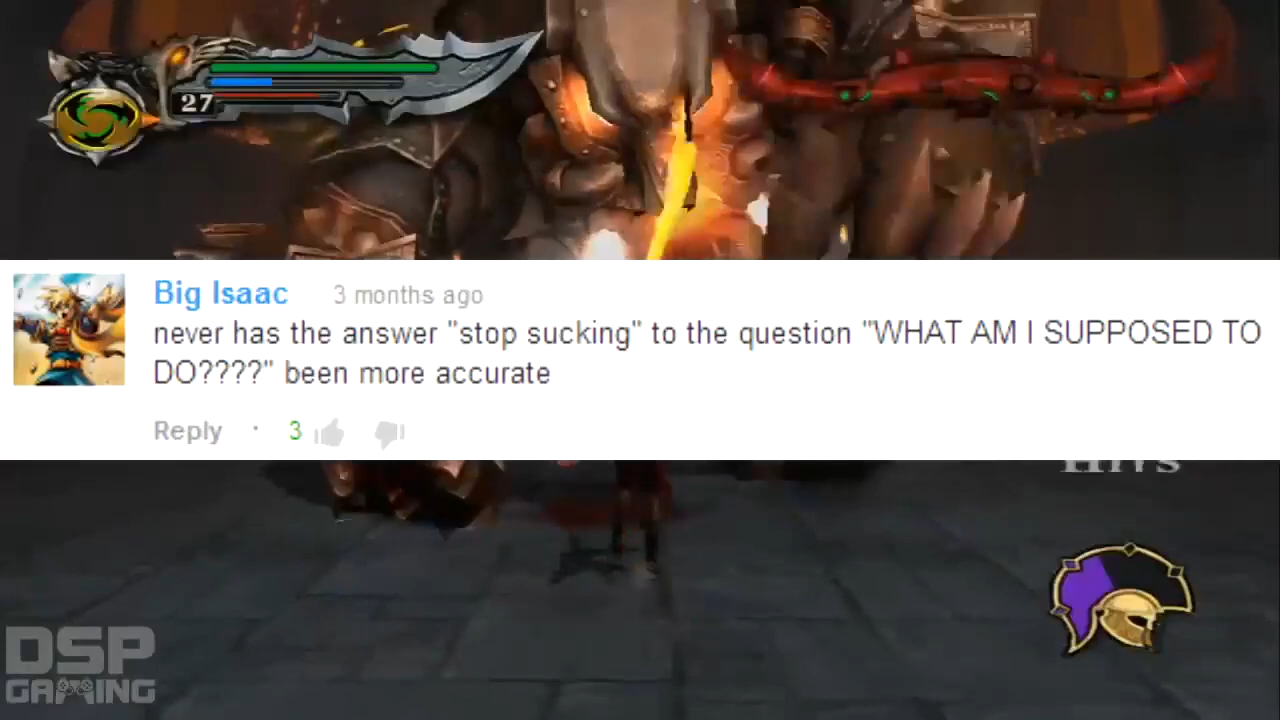 27
Big Isaac 3 months ago
never has the answer "stop sucking" to the question "WHAT AM I SUPPOSED TO
DO????" been more accurate
Reply · 3
Hits
DSP
GAMING